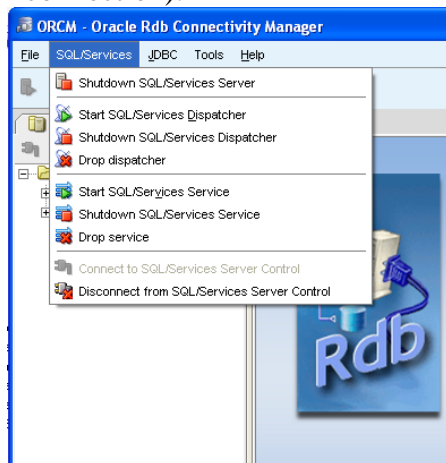 ORCM - Oracle Rdb Connectivity Manager
File SQL/Services JDBC Tools Help
Shutdown SQL/Services Server
Start SQL/Services Dispatcher
Shutdown SQL/Services Dispatcher
Drop dispatcher
Start SQL/Services Service
Shutdown SQL/Services Service
Drop service
Connect to SQL/Services Server Control
Disconnect from SQL/Services Server Control
Rdb